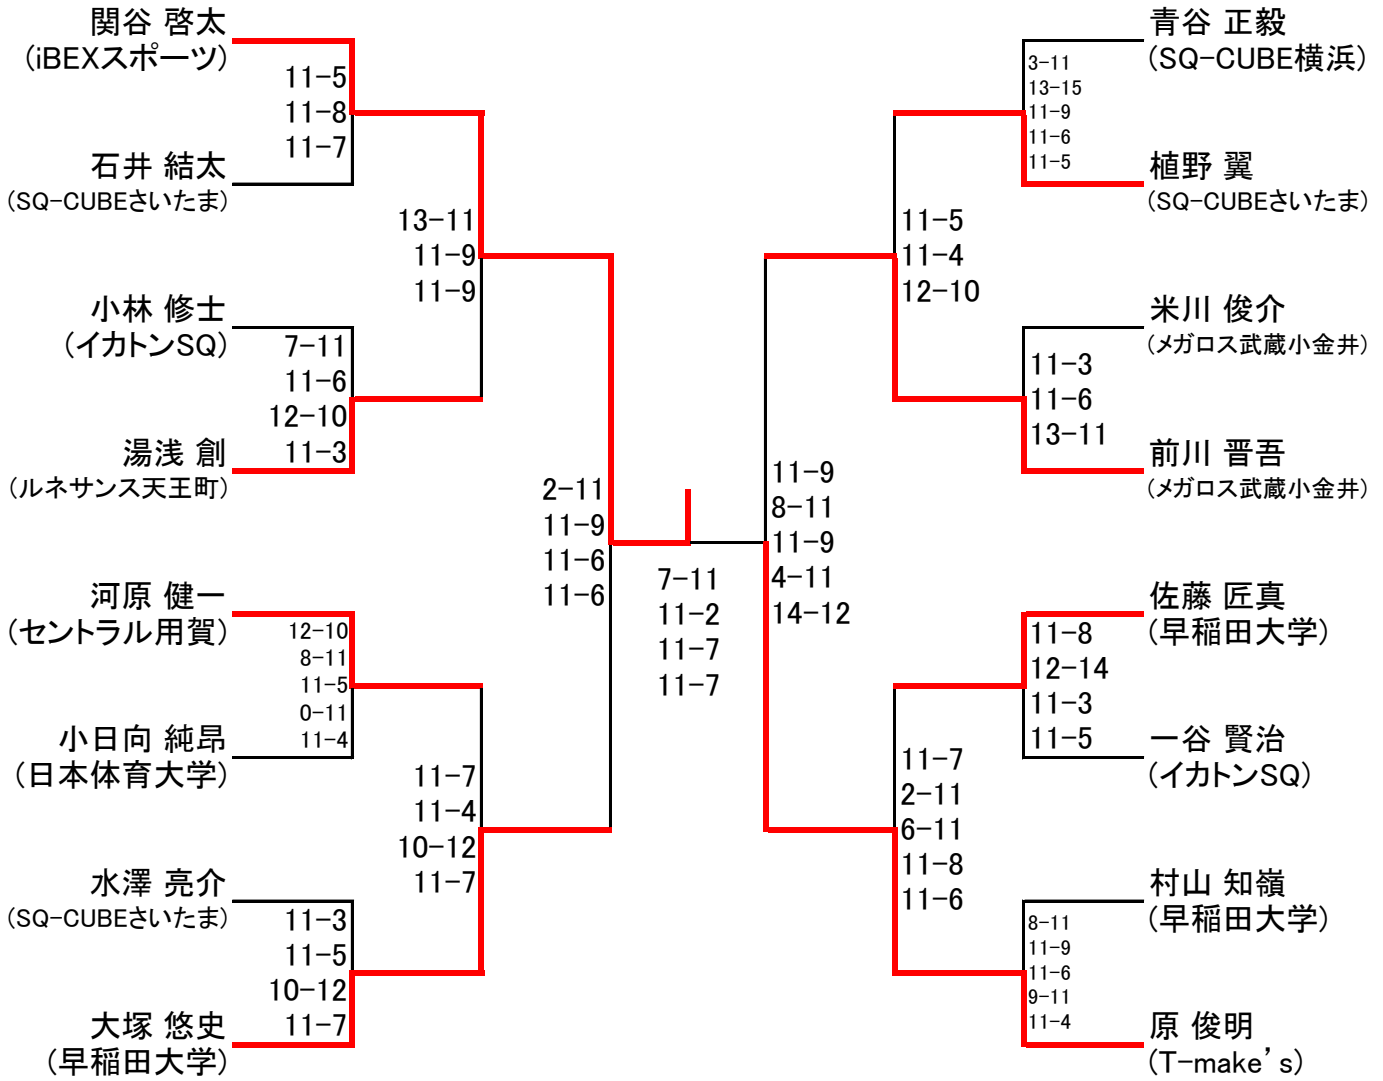 関谷 啓太
(iBEXスポーツ)
11-5
11-8
11-7
石井 結太
(SQ-CUBEさいたま)
13-11
11-9
11-9
小林 修士
(イカトンSQ)
7-11
11-6
12-10
11-3
湯浅 創
(ルネサンス天王町)
2-11
11-9
11-6
11-6
河原 健一
(セントラル用賀)
12-10
8-11
11-5
0-11
11-4
小日向 純昂
(日本体育大学)
11-7
11-4
10-12
11-7
水澤 亮介
(SQ-CUBEさいたま)
11-3
11-5
10-12
11-7
大塚 悠史
(早稲田大学)
7-11
11-2
11-7
11-7
青谷 正毅
(SQ-CUBE横浜)
3-11
13-15
11-9
11-6
11-5
植野 翼
(SQ-CUBEさいたま)
11-5
11-4
12-10
米川 俊介
(メガロス武蔵小金井)
11-3
11-6
13-11
前川 晋吾
(メガロス武蔵小金井)
11-9
8-11
11-9
4-11
14-12
佐藤 匠真
(早稲田大学)
11-8
12-14
11-3
11-5
一谷 賢治
(イカトンSQ)
11-7
2-11
6-11
11-8
11-6
村山 知嶺
(早稲田大学)
8-11
11-9
11-6
9-11
11-4
原 俊明
(T-make's)